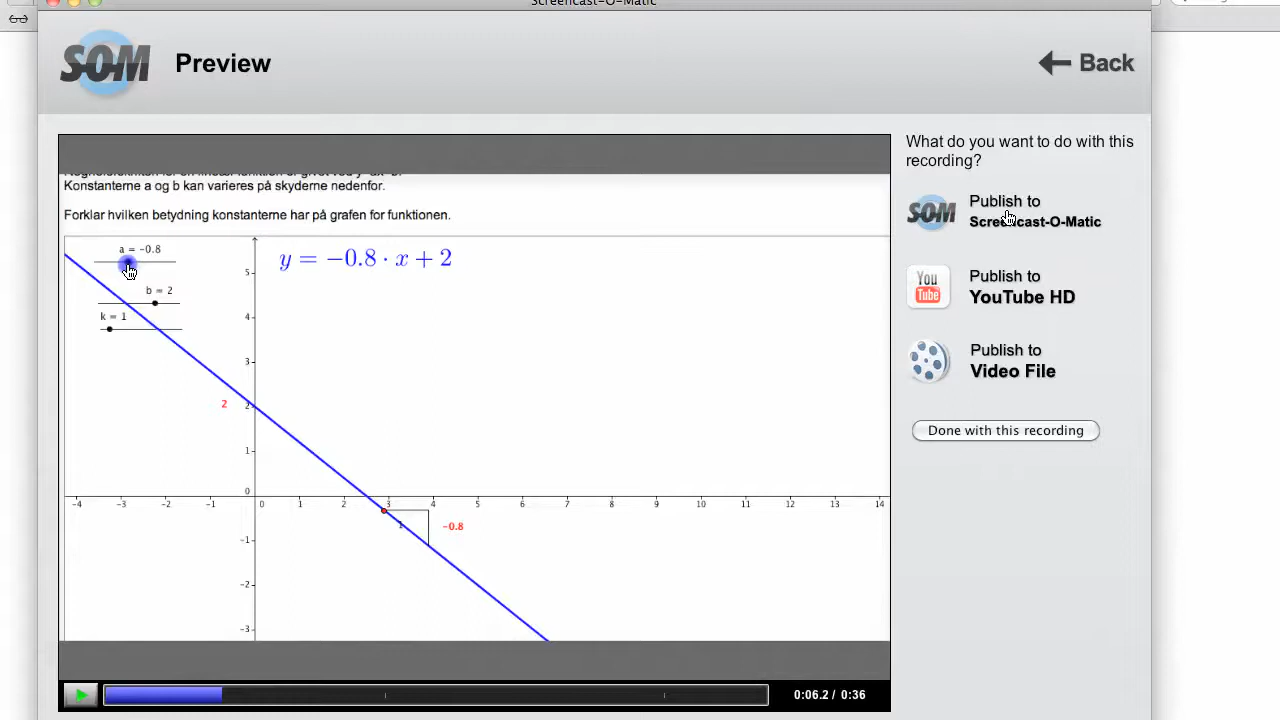 Screencast-O-Matic
SOM
Preview
Back
Konstanterne a og b kan varieres på skyderne nedenfor.
Forklar hvilken betydning konstanterne har på grafen for funktionen.
a = −0.8
b = 2
k = 1
y = −0.8 · x + 2
5
4
3
2
2
1
0
−4 −3 −2 −1 0 1 2 3 4 5 6 7 8 9 10 11 12 13 14
1
−0.8
−1
−2
−3
0:06.2 / 0:36
What do you want to do with this
recording?
SOM
Publish to
Screencast-O-Matic
You
Tube
Publish to
YouTube HD
Publish to
Video File
Done with this recording